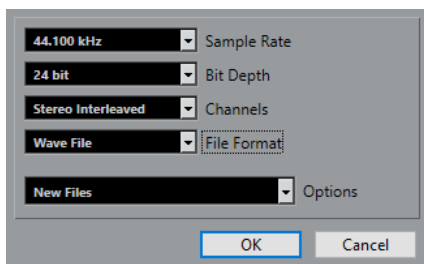 44.100 kHz Sample Rate
24 bit Bit Depth
Stereo Interleaved Channels
Wave File File Format
New Files Options
OK Cancel